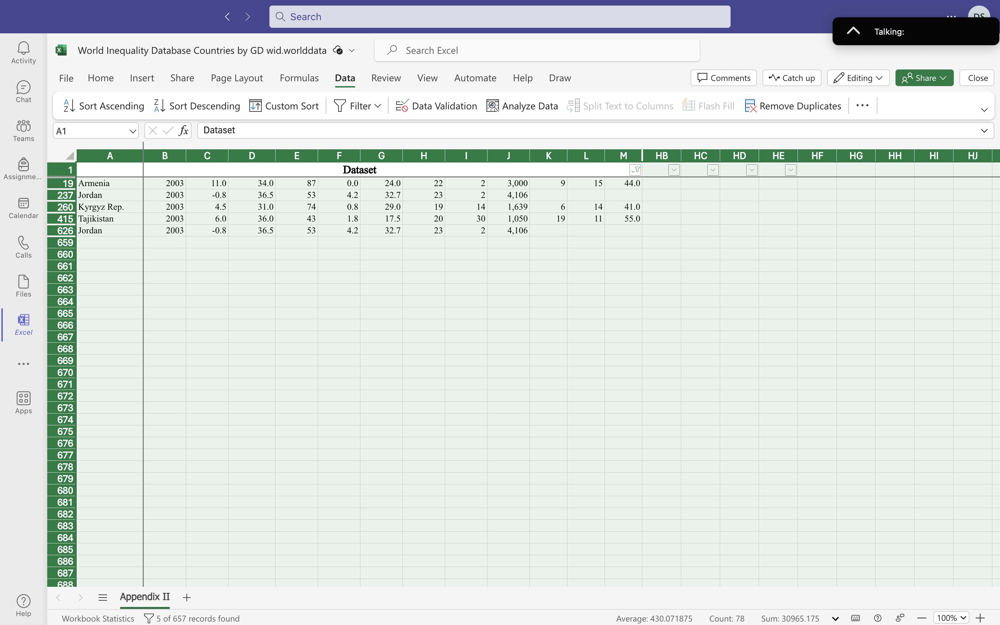 Search
DS
Talking:
World Inequality Database Countries by GD wid.worlddata
Search Excel
File Home Insert Share Page Layout Formulas Data Review View Automate Help Draw
Comments Catch up Editing Share Close
Sort Ascending Sort Descending Custom Sort Filter Data Validation Analyze Data Split Text to Columns Flash Fill Remove Duplicates
A1 fx Dataset
A B C D E F G H I J K L M HB HC HD HE HF HG HH HI HJ
1 Dataset
19 Armenia 2003 11.0 34.0 87 0.0 24.0 22 2 3,000 9 15 44.0
237 Jordan 2003 -0.8 36.5 53 4.2 32.7 23 2 4,106
260 Kyrgyz Rep. 2003 4.5 31.0 74 0.8 29.0 19 14 1,639 6 14 41.0
415 Tajikistan 2003 6.0 36.0 43 1.8 17.5 20 30 1,050 19 11 55.0
626 Jordan 2003 -0.8 36.5 53 4.2 32.7 23 2 4,106
659
660
661
662
663
664
665
666
667
668
669
670
671
672
673
674
675
676
677
678
679
680
681
682
683
684
685
686
687
688
Activity
Chat
Teams
Assignme...
Calendar
Calls
Files
Excel
Apps
Help
Appendix II
Workbook Statistics 5 of 657 records found Average: 430.071875 Count: 78 Sum: 30965.175 100%